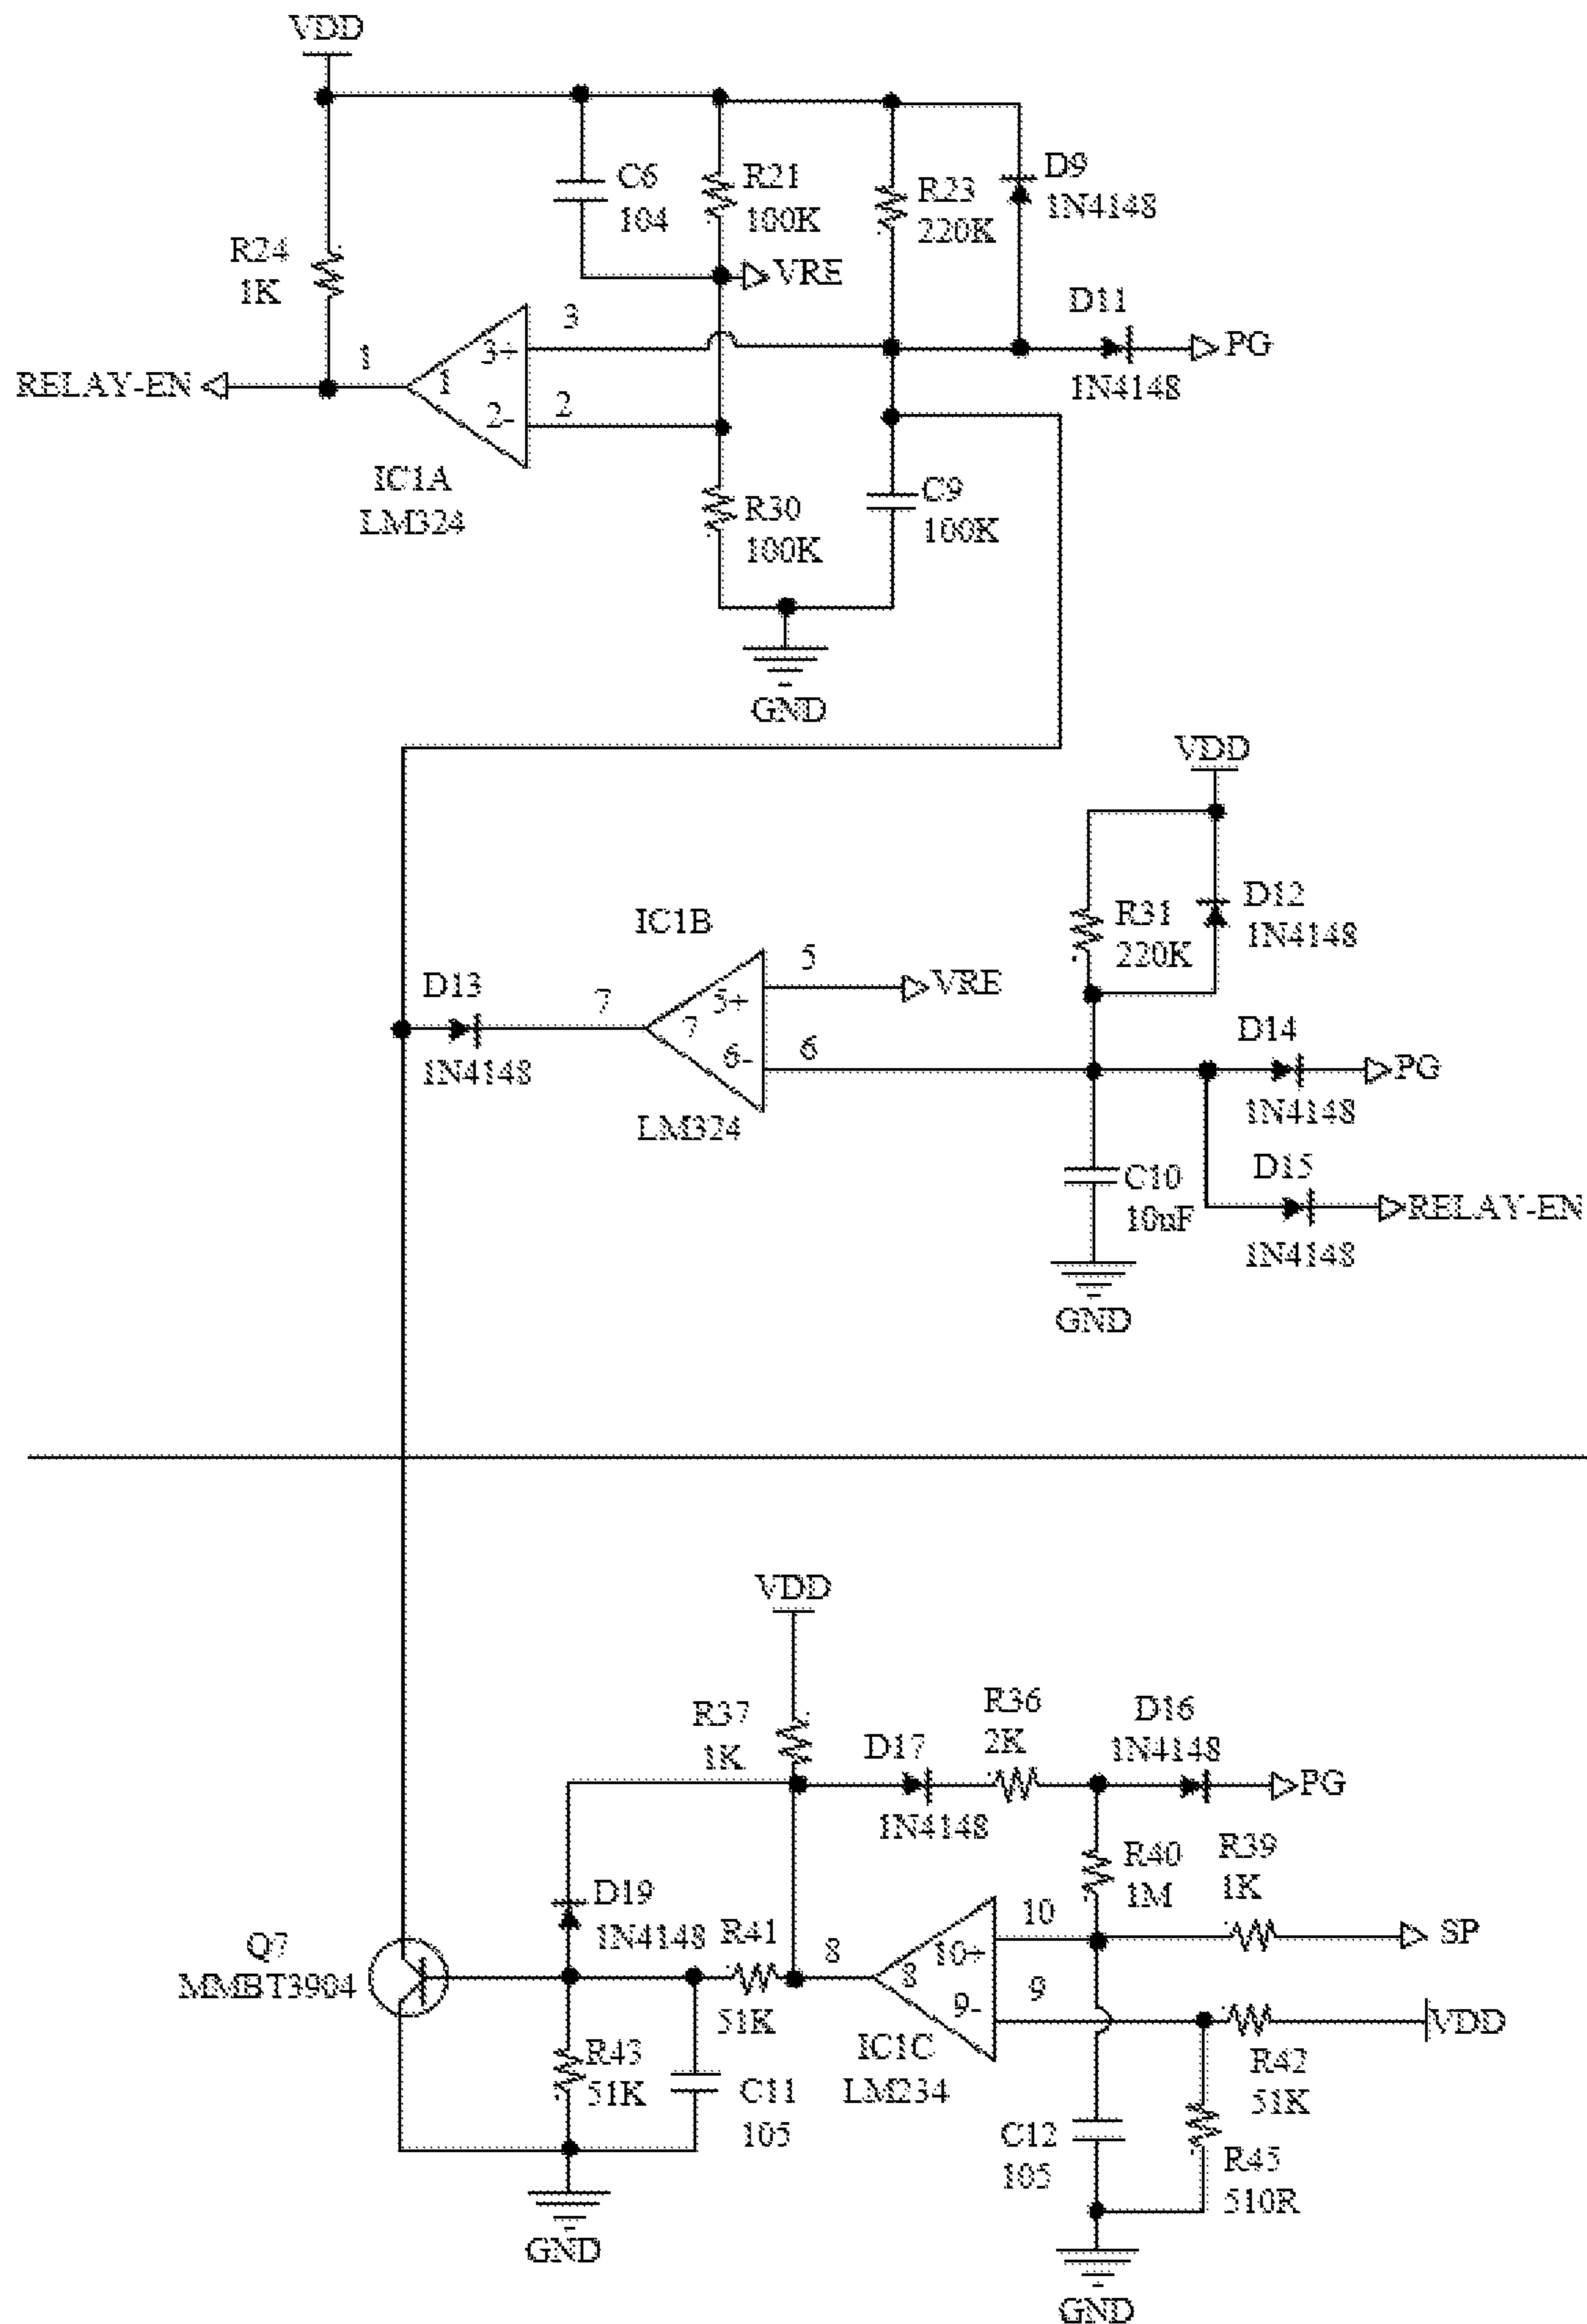 VDD
C6
104
R21
100K
R23
220K
D9
1N4148
R24
1K
VRE
D11
1N4148
PG
3
3+
1
1
2-
2
RELAY-EN
IC1A
LM324
R30
100K
C9
100K
GND
VDD
IC1B
R31
220K
D12
1N4148
D13
1N4148
7
7
5+
6-
5
6
VRE
LM324
D14
1N4148
PG
C10
10uF
D15
1N4148
RELAY-EN
GND
VDD
R37
1K
D17
1N4148
R36
2K
D16
1N4148
PG
R40
1M
R39
1K
D19
1N4148
R41
51K
8
8
10+
9-
10
9
SP
Q7
MMBT3904
IC1C
LM234
VDD
R43
51K
C11
105
R42
51K
C12
105
R45
510R
GND
GND